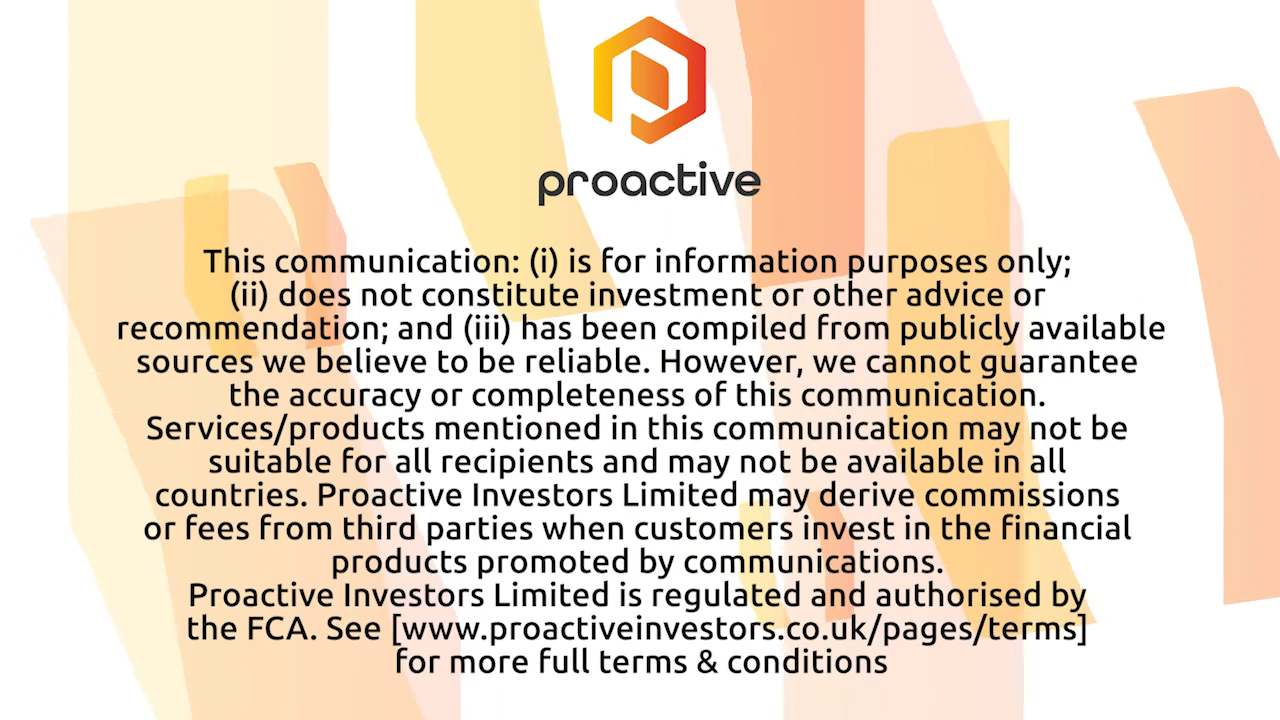 proactive
This communication: (i) is for information purposes only;
(ii) does not constitute investment or other advice or
recommendation; and (iii) has been compiled from publicly available
sources we believe to be reliable. However, we cannot guarantee
the accuracy or completeness of this communication.
Services/products mentioned in this communication may not be
suitable for all recipients and may not be available in all
countries. Proactive Investors Limited may derive commissions
or fees from third parties when customers invest in the financial
products promoted by communications.
Proactive Investors Limited is regulated and authorised by
the FCA. See [www.proactiveinvestors.co.uk/pages/terms]
for more full terms & conditions